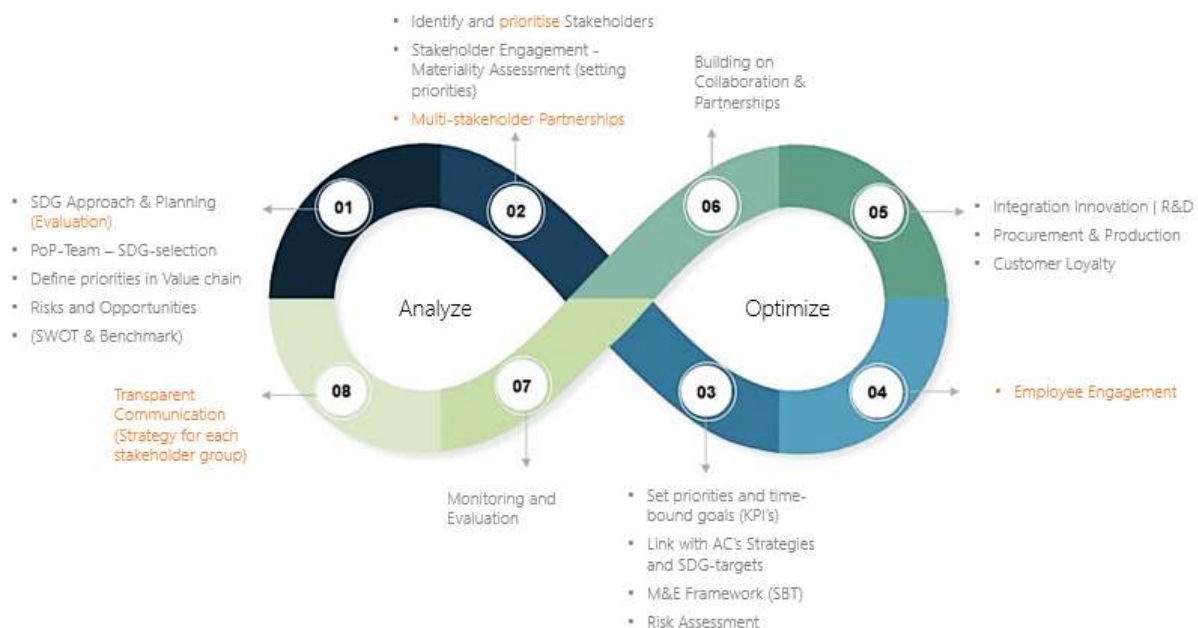 • Identify and prioritise Stakeholders
• Stakeholder Engagement -
Materiality Assessment (setting
priorities)
• Multi-stakeholder Partnerships
Building on
Collaboration &
Partnerships
• SDG Approach & Planning
(Evaluation)
• PoP-Team – SDG-selection
• Define priorities in Value chain
• Risks and Opportunities
• (SWOT & Benchmark)
01
02
06
05
• Integration Innovation | R&D
• Procurement & Production
• Customer Loyalty
Analyze
Optimize
Transparent
Communication
(Strategy for each
stakeholder group)
08
07
03
04
• Employee Engagement
Monitoring and
Evaluation
• Set priorities and time-
bound goals (KPI's)
• Link with AC's Strategies
and SDG-targets
• M&E Framework (SBT)
• Risk Assessment